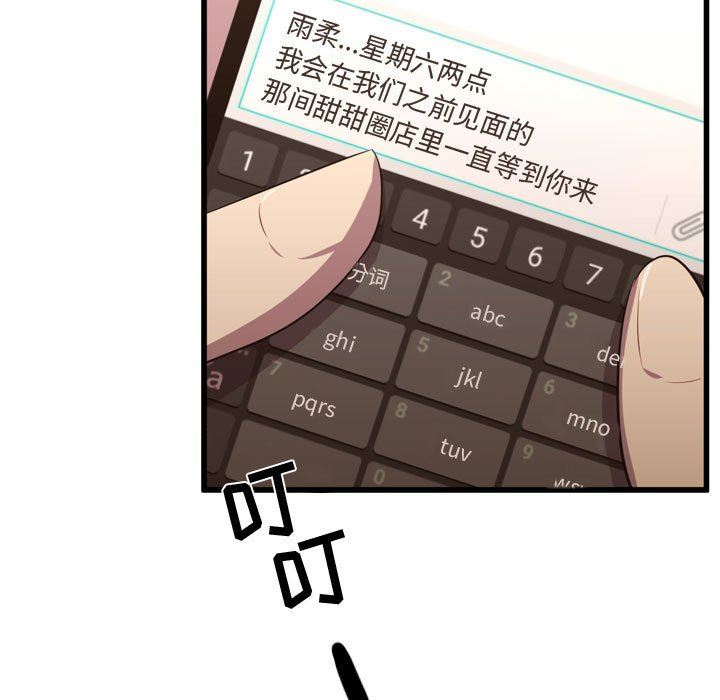 雨柔...星期六两点
我会在我们之前见面的
那间甜甜圈店里一直等到你来
1
4
5
6
7
分词
2
abc
3
ghi
5
jkl
6
mno
a
7
pqrs
8
tuv
9
0
叮
叮